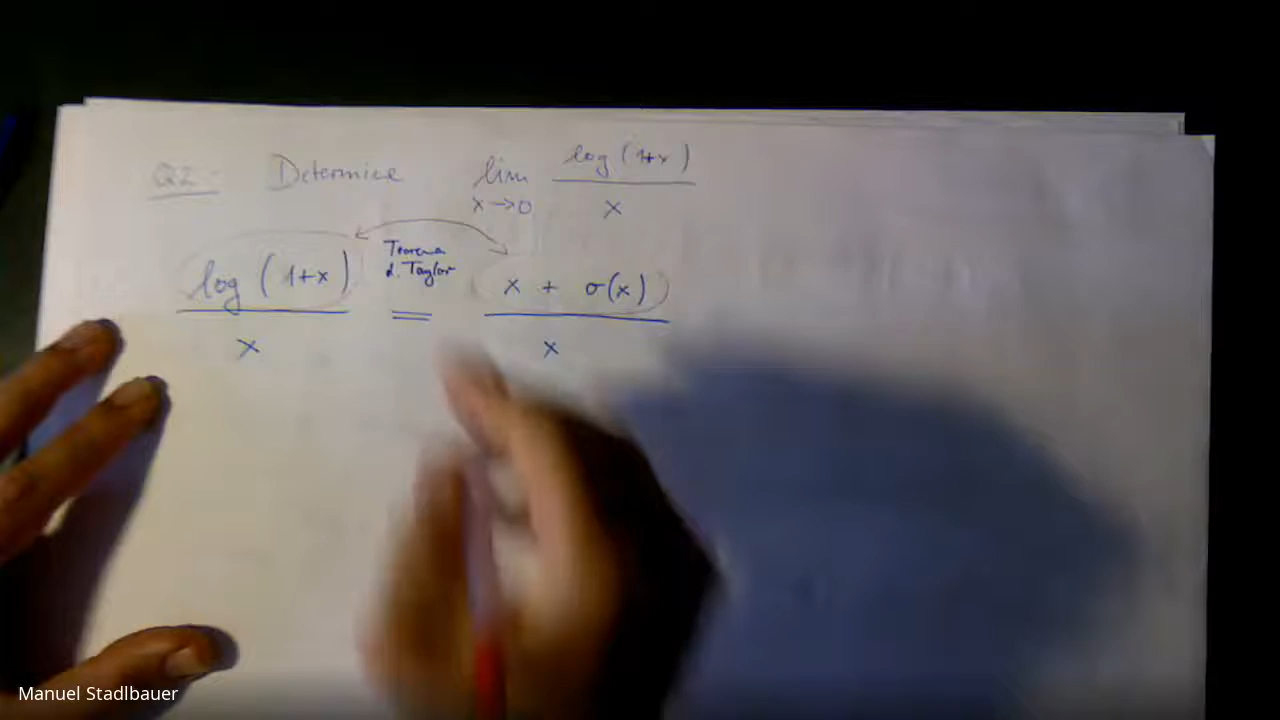 Q2: Determine lim x→0 log(1+x) / x
log(1+x) / x = x + σ(x) / x
Teorema
d. Taylor
Manuel Stadlbauer